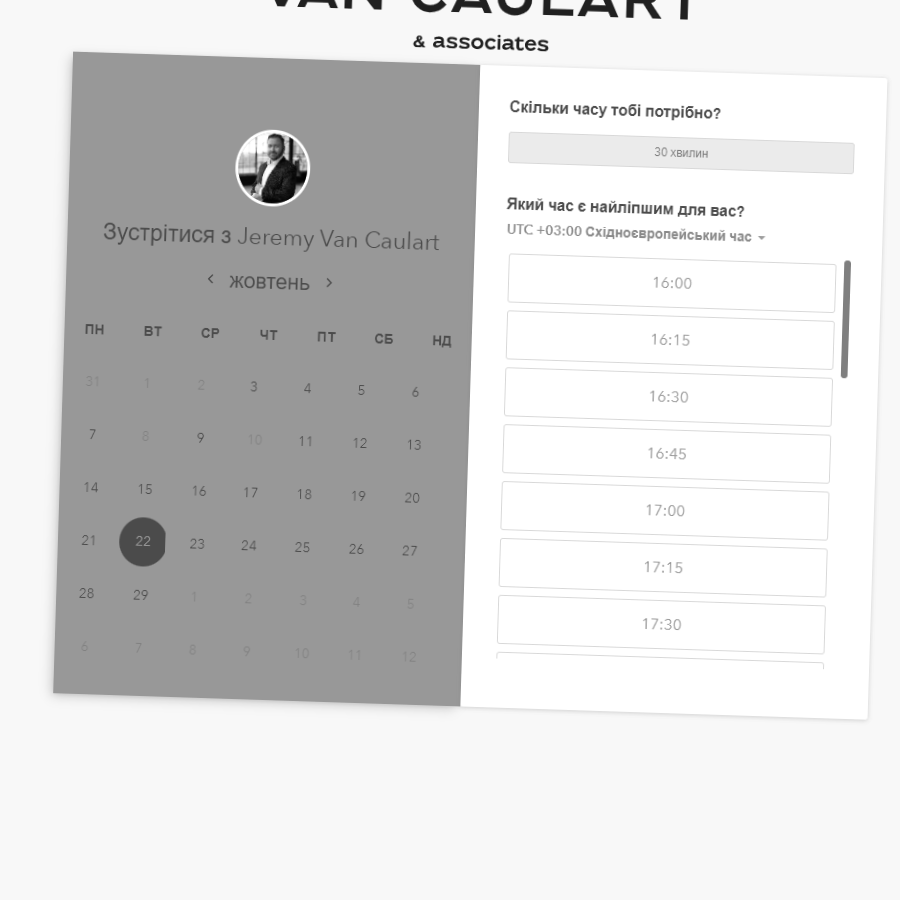 VAN CAULART
& associates
Зустрітися з Jeremy Van Caulart
жовтень
ПН ВТ СР ЧТ ПТ СБ НД
31 1 2 3 4 5 6
7 8 9 10 11 12 13
14 15 16 17 18 19 20
21 22 23 24 25 26 27
28 29 1 2 3 4 5
6 7 8 9 10 11 12
Скільки часу тобі потрібно?
30 хвилин
Який час є найліпшим для вас?
UTC +03:00 Східноєвропейський час
16:00
16:15
16:30
16:45
17:00
17:15
17:30